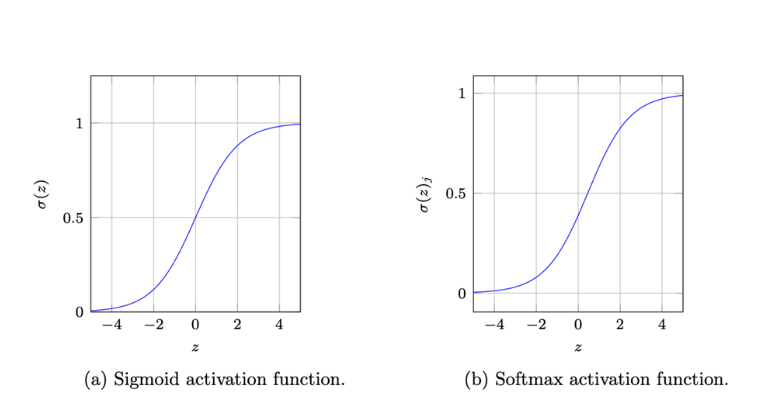 1
0.5
0
−4 −2 0 2 4
σ(z)
z
(a) Sigmoid activation function.
1
0.5
0
−4 −2 0 2 4
σ(z)j
z
(b) Softmax activation function.